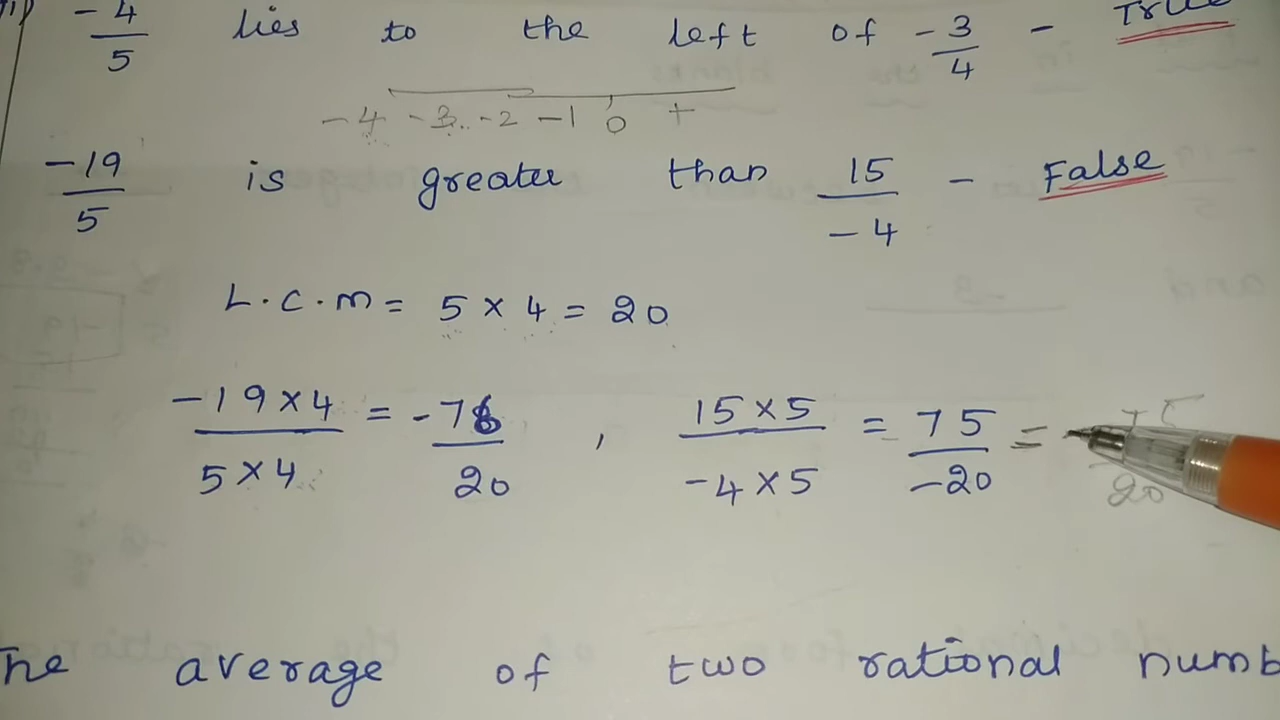 -4/5 lies to the left of -3/4 - True
-4 -3 -2 -1 0 +
-19/5 is greater than 15/-4 - False
L.C.M = 5 × 4 = 20
-19×4/5×4 = -76/20 , 15×5/-4×5 = 75/-20 =
The average of two rational numb